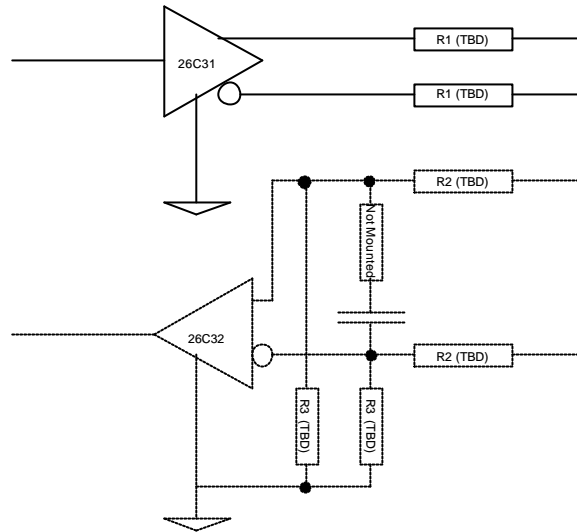 R1 (TBD)
26C31
R1 (TBD)
R2 (TBD)
Not Mounted
26C32
R2 (TBD)
R3 (TBD)
R3 (TBD)